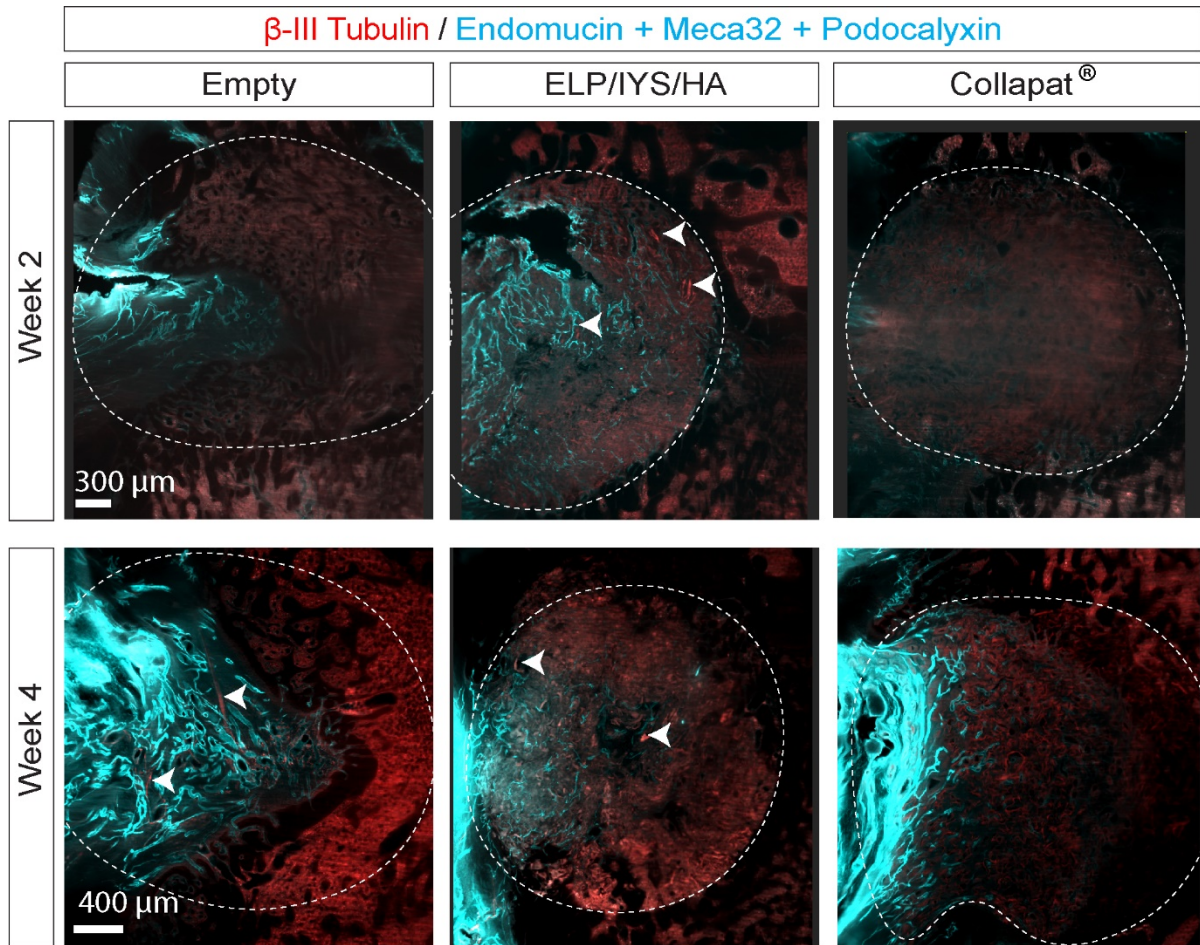 β-III Tubulin / Endomucin + Meca32 + Podocalyxin
Empty
ELP/IYS/HA
Collapat®
Week 2
300 µm
Week 4
400 µm